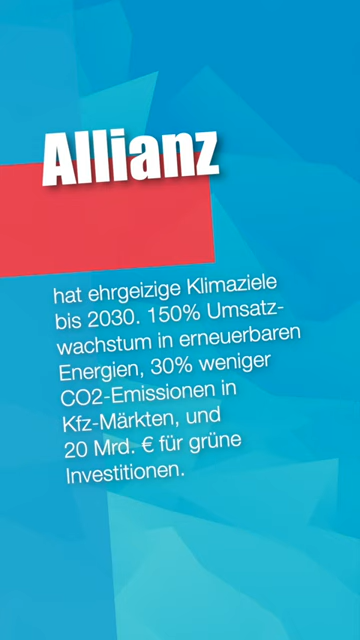 Allianz
hat ehrgeizige Klimaziele
bis 2030. 150% Umsatz-
wachstum in erneuerbaren
Energien, 30% weniger
CO2-Emissionen in
Kfz-Märkten, und
20 Mrd. € für grüne
Investitionen.